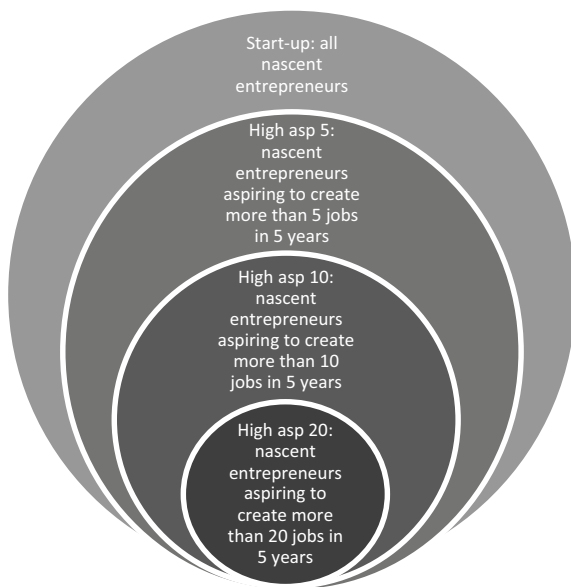 Start-up: all
nascent
entrepreneurs
High asp 5:
nascent
entrepreneurs
aspiring to create
more than 5 jobs
in 5 years
High asp 10:
nascent
entrepreneurs
aspiring to create
more than 10
jobs in 5 years
High asp 20:
nascent
entrepreneurs
aspiring to
create more
than 20 jobs in
5 years